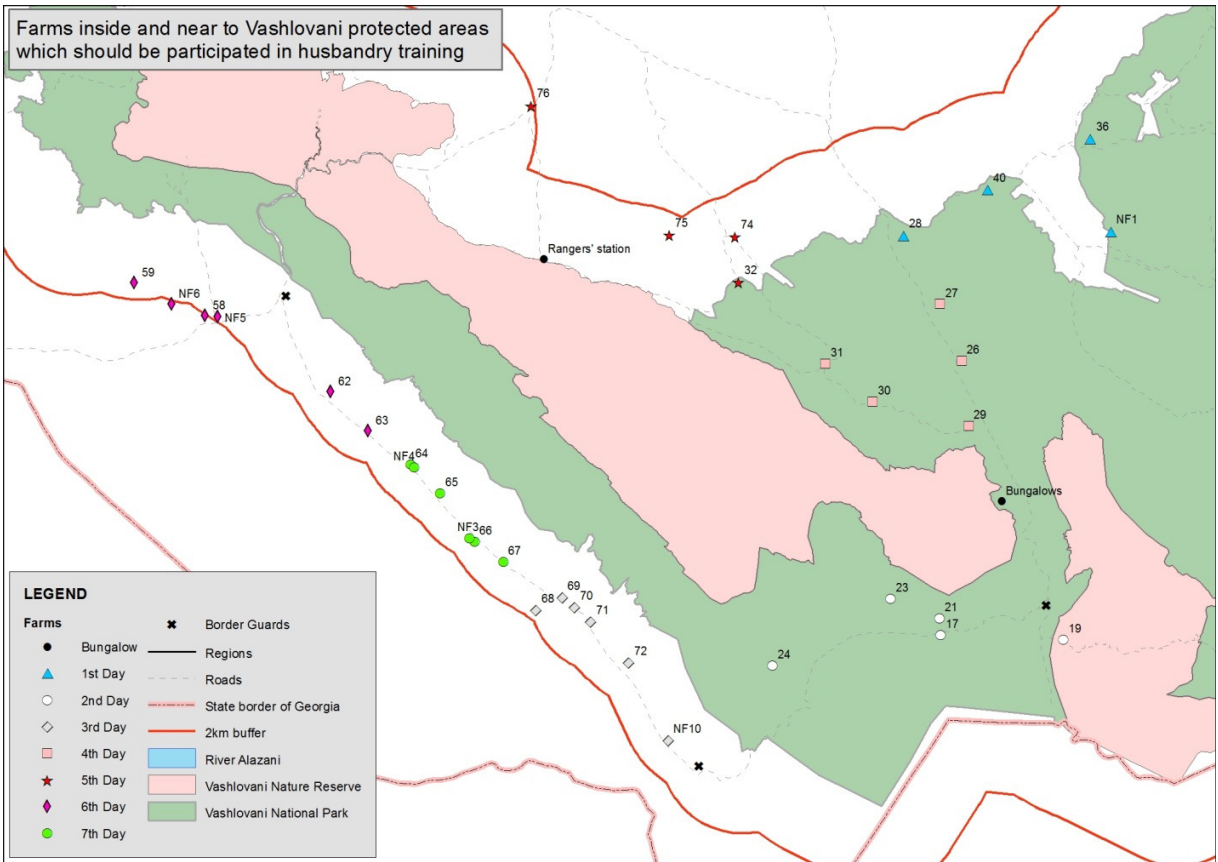 Farms inside and near to Vashlovani protected areas
which should be participated in husbandry training
76
36
40
75
74
28
NF1
Rangers' station
32
59
NF6
58
NF5
27
31
26
62
30
63
29
NF4
64
65
Bungalows
NF3
66
67
69
68
70
71
23
21
17
19
72
24
NF10
LEGEND
Farms
Bungalow
1st Day
2nd Day
3rd Day
4th Day
5th Day
6th Day
7th Day
Border Guards
Regions
Roads
State border of Georgia
2km buffer
River Alazani
Vashlovani Nature Reserve
Vashlovani National Park